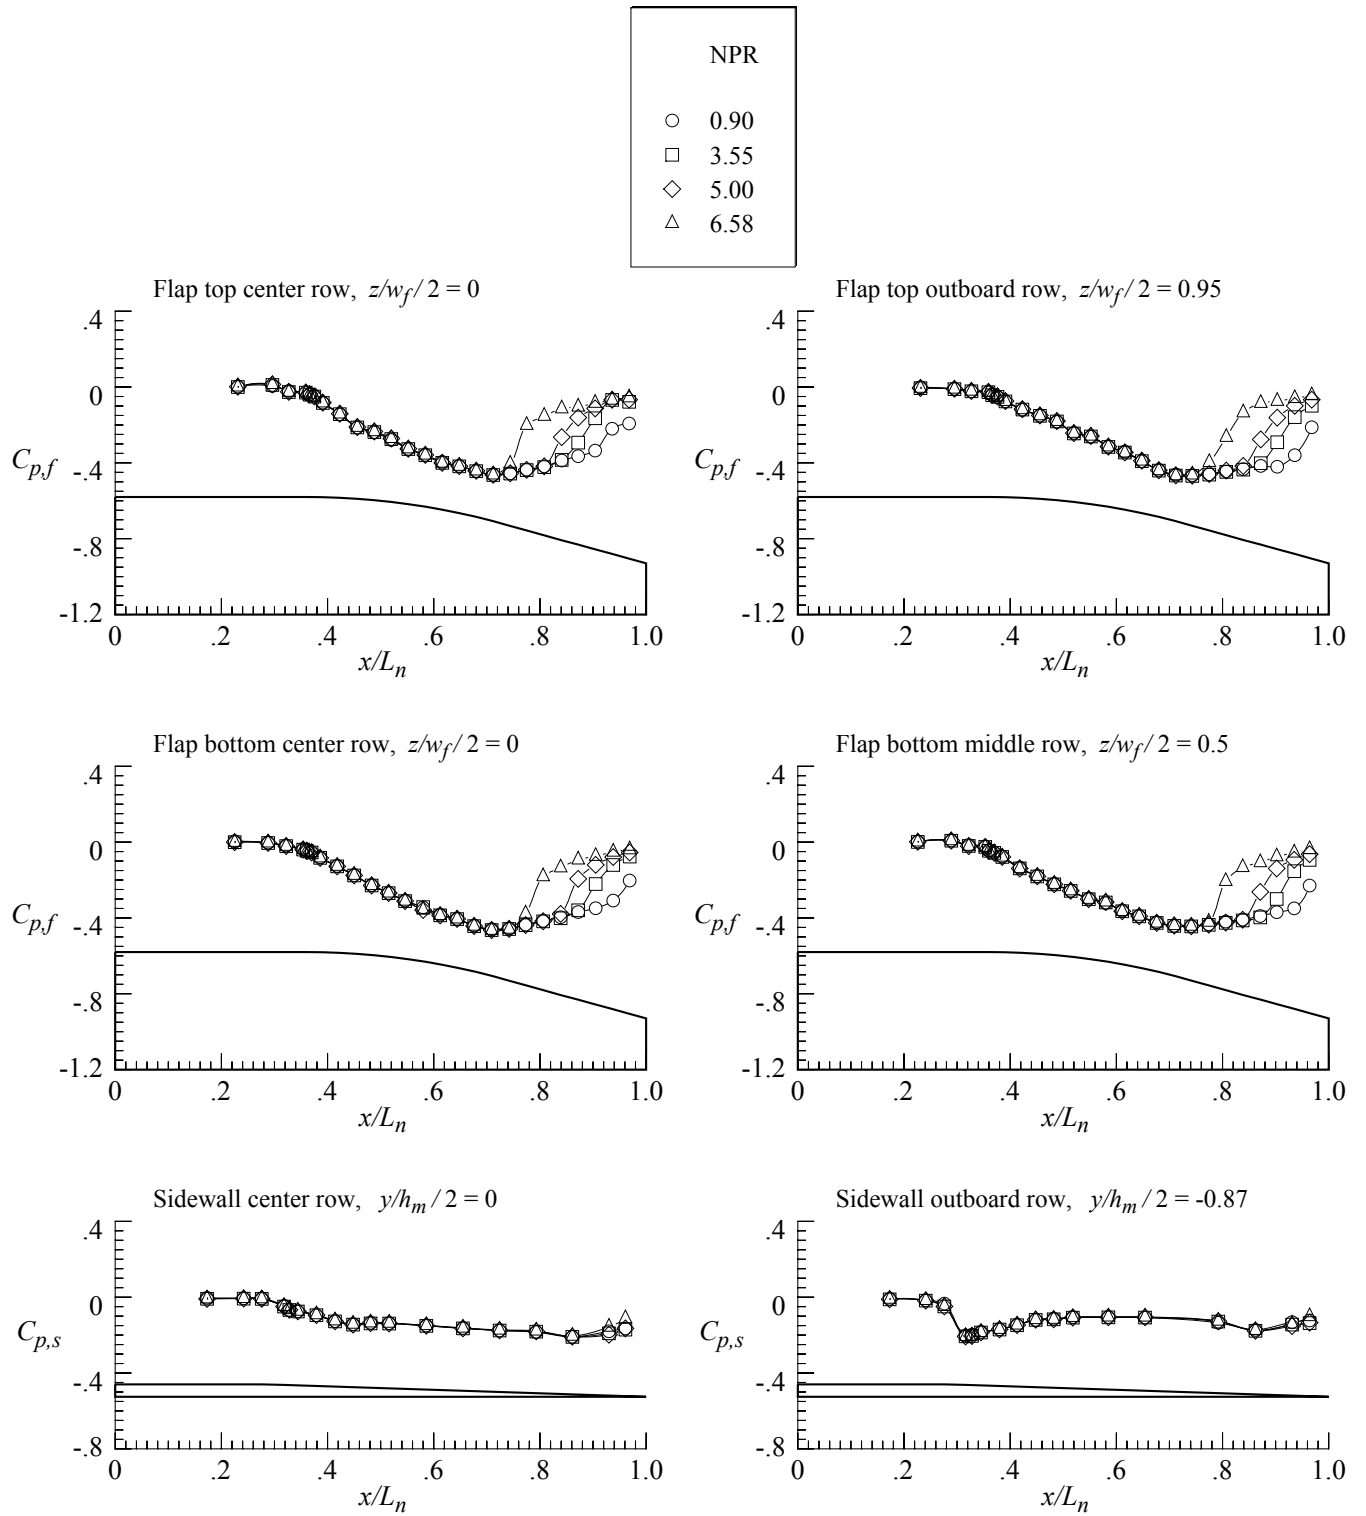 NPR
0.90
3.55
5.00
6.58
Flap top center row, z/w_f / 2 = 0
.4
0
-.4
-.8
-1.2
C_p,f
0 .2 .4 .6 .8 1.0
x/L_n
Flap top outboard row, z/w_f / 2 = 0.95
.4
0
-.4
-.8
-1.2
C_p,f
0 .2 .4 .6 .8 1.0
x/L_n
Flap bottom center row, z/w_f / 2 = 0
.4
0
-.4
-.8
-1.2
C_p,f
0 .2 .4 .6 .8 1.0
x/L_n
Flap bottom middle row, z/w_f / 2 = 0.5
.4
0
-.4
-.8
-1.2
C_p,f
0 .2 .4 .6 .8 1.0
x/L_n
Sidewall center row, y/h_m / 2 = 0
.4
0
-.4
-.8
C_p,s
0 .2 .4 .6 .8 1.0
x/L_n
Sidewall outboard row, y/h_m / 2 = -0.87
.4
0
-.4
-.8
C_p,s
0 .2 .4 .6 .8 1.0
x/L_n